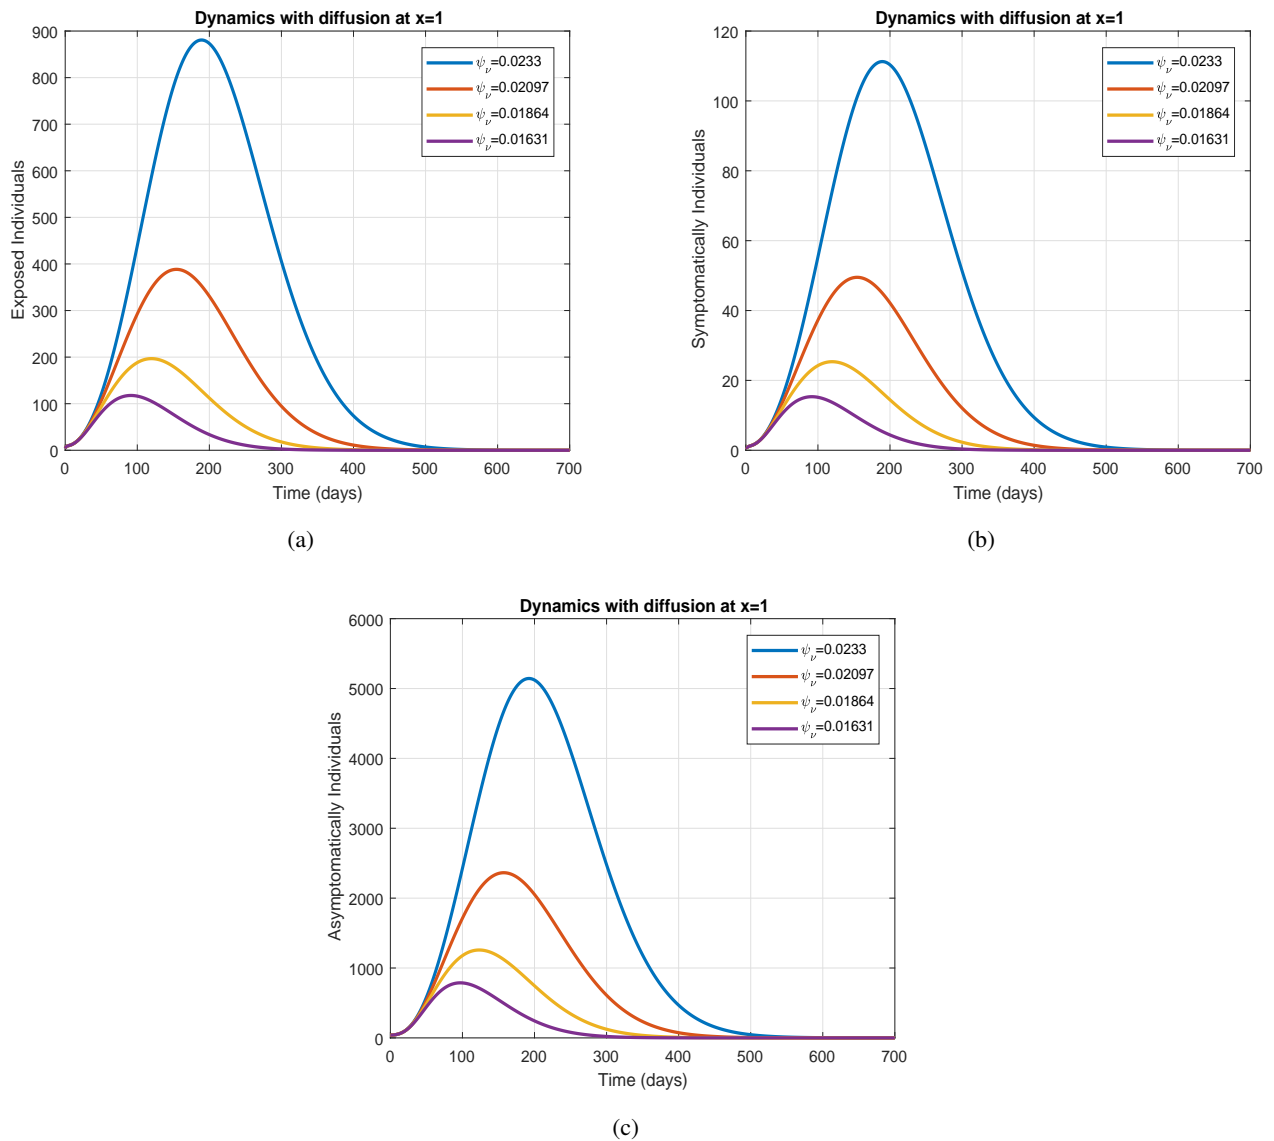 Dynamics with diffusion at x=1
900
800
700
600
500
400
300
200
100
0
Exposed Individuals
ψ_ν=0.0233
ψ_ν=0.02097
ψ_ν=0.01864
ψ_ν=0.01631
0 100 200 300 400 500 600 700
Time (days)
(a)
Dynamics with diffusion at x=1
120
100
80
60
40
20
0
Symptomatically Individuals
ψ_ν=0.0233
ψ_ν=0.02097
ψ_ν=0.01864
ψ_ν=0.01631
0 100 200 300 400 500 600 700
Time (days)
(b)
Dynamics with diffusion at x=1
6000
5000
4000
3000
2000
1000
0
Asymptomatically Individuals
ψ_ν=0.0233
ψ_ν=0.02097
ψ_ν=0.01864
ψ_ν=0.01631
0 100 200 300 400 500 600 700
Time (days)
(c)